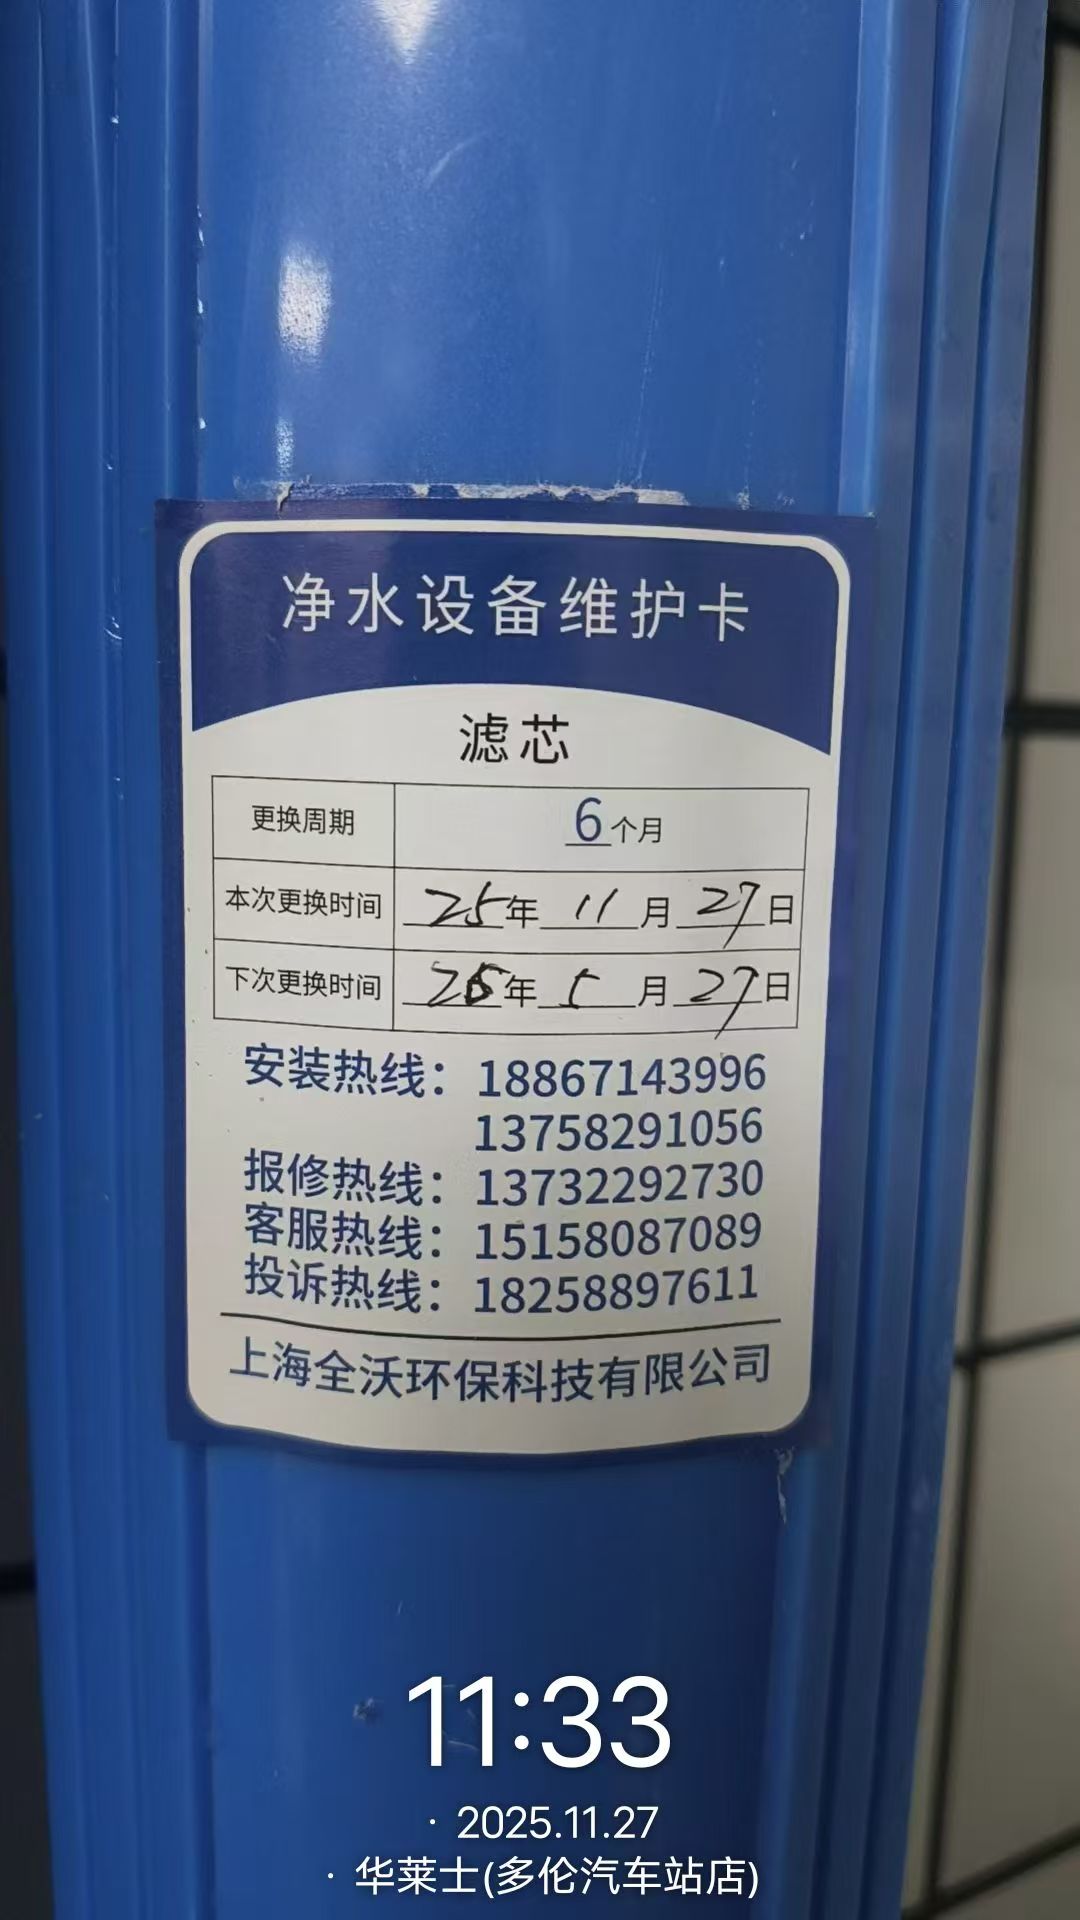 净水设备维护卡
滤芯
更换周期 6个月
本次更换时间 25年11月27日
下次更换时间 26年5月27日
安装热线：18867143996
13758291056
报修热线：13732292730
客服热线：15158087089
投诉热线：18258897611
上海全沃环保科技有限公司
11:33
· 2025.11.27
· 华莱士(多伦汽车站店)